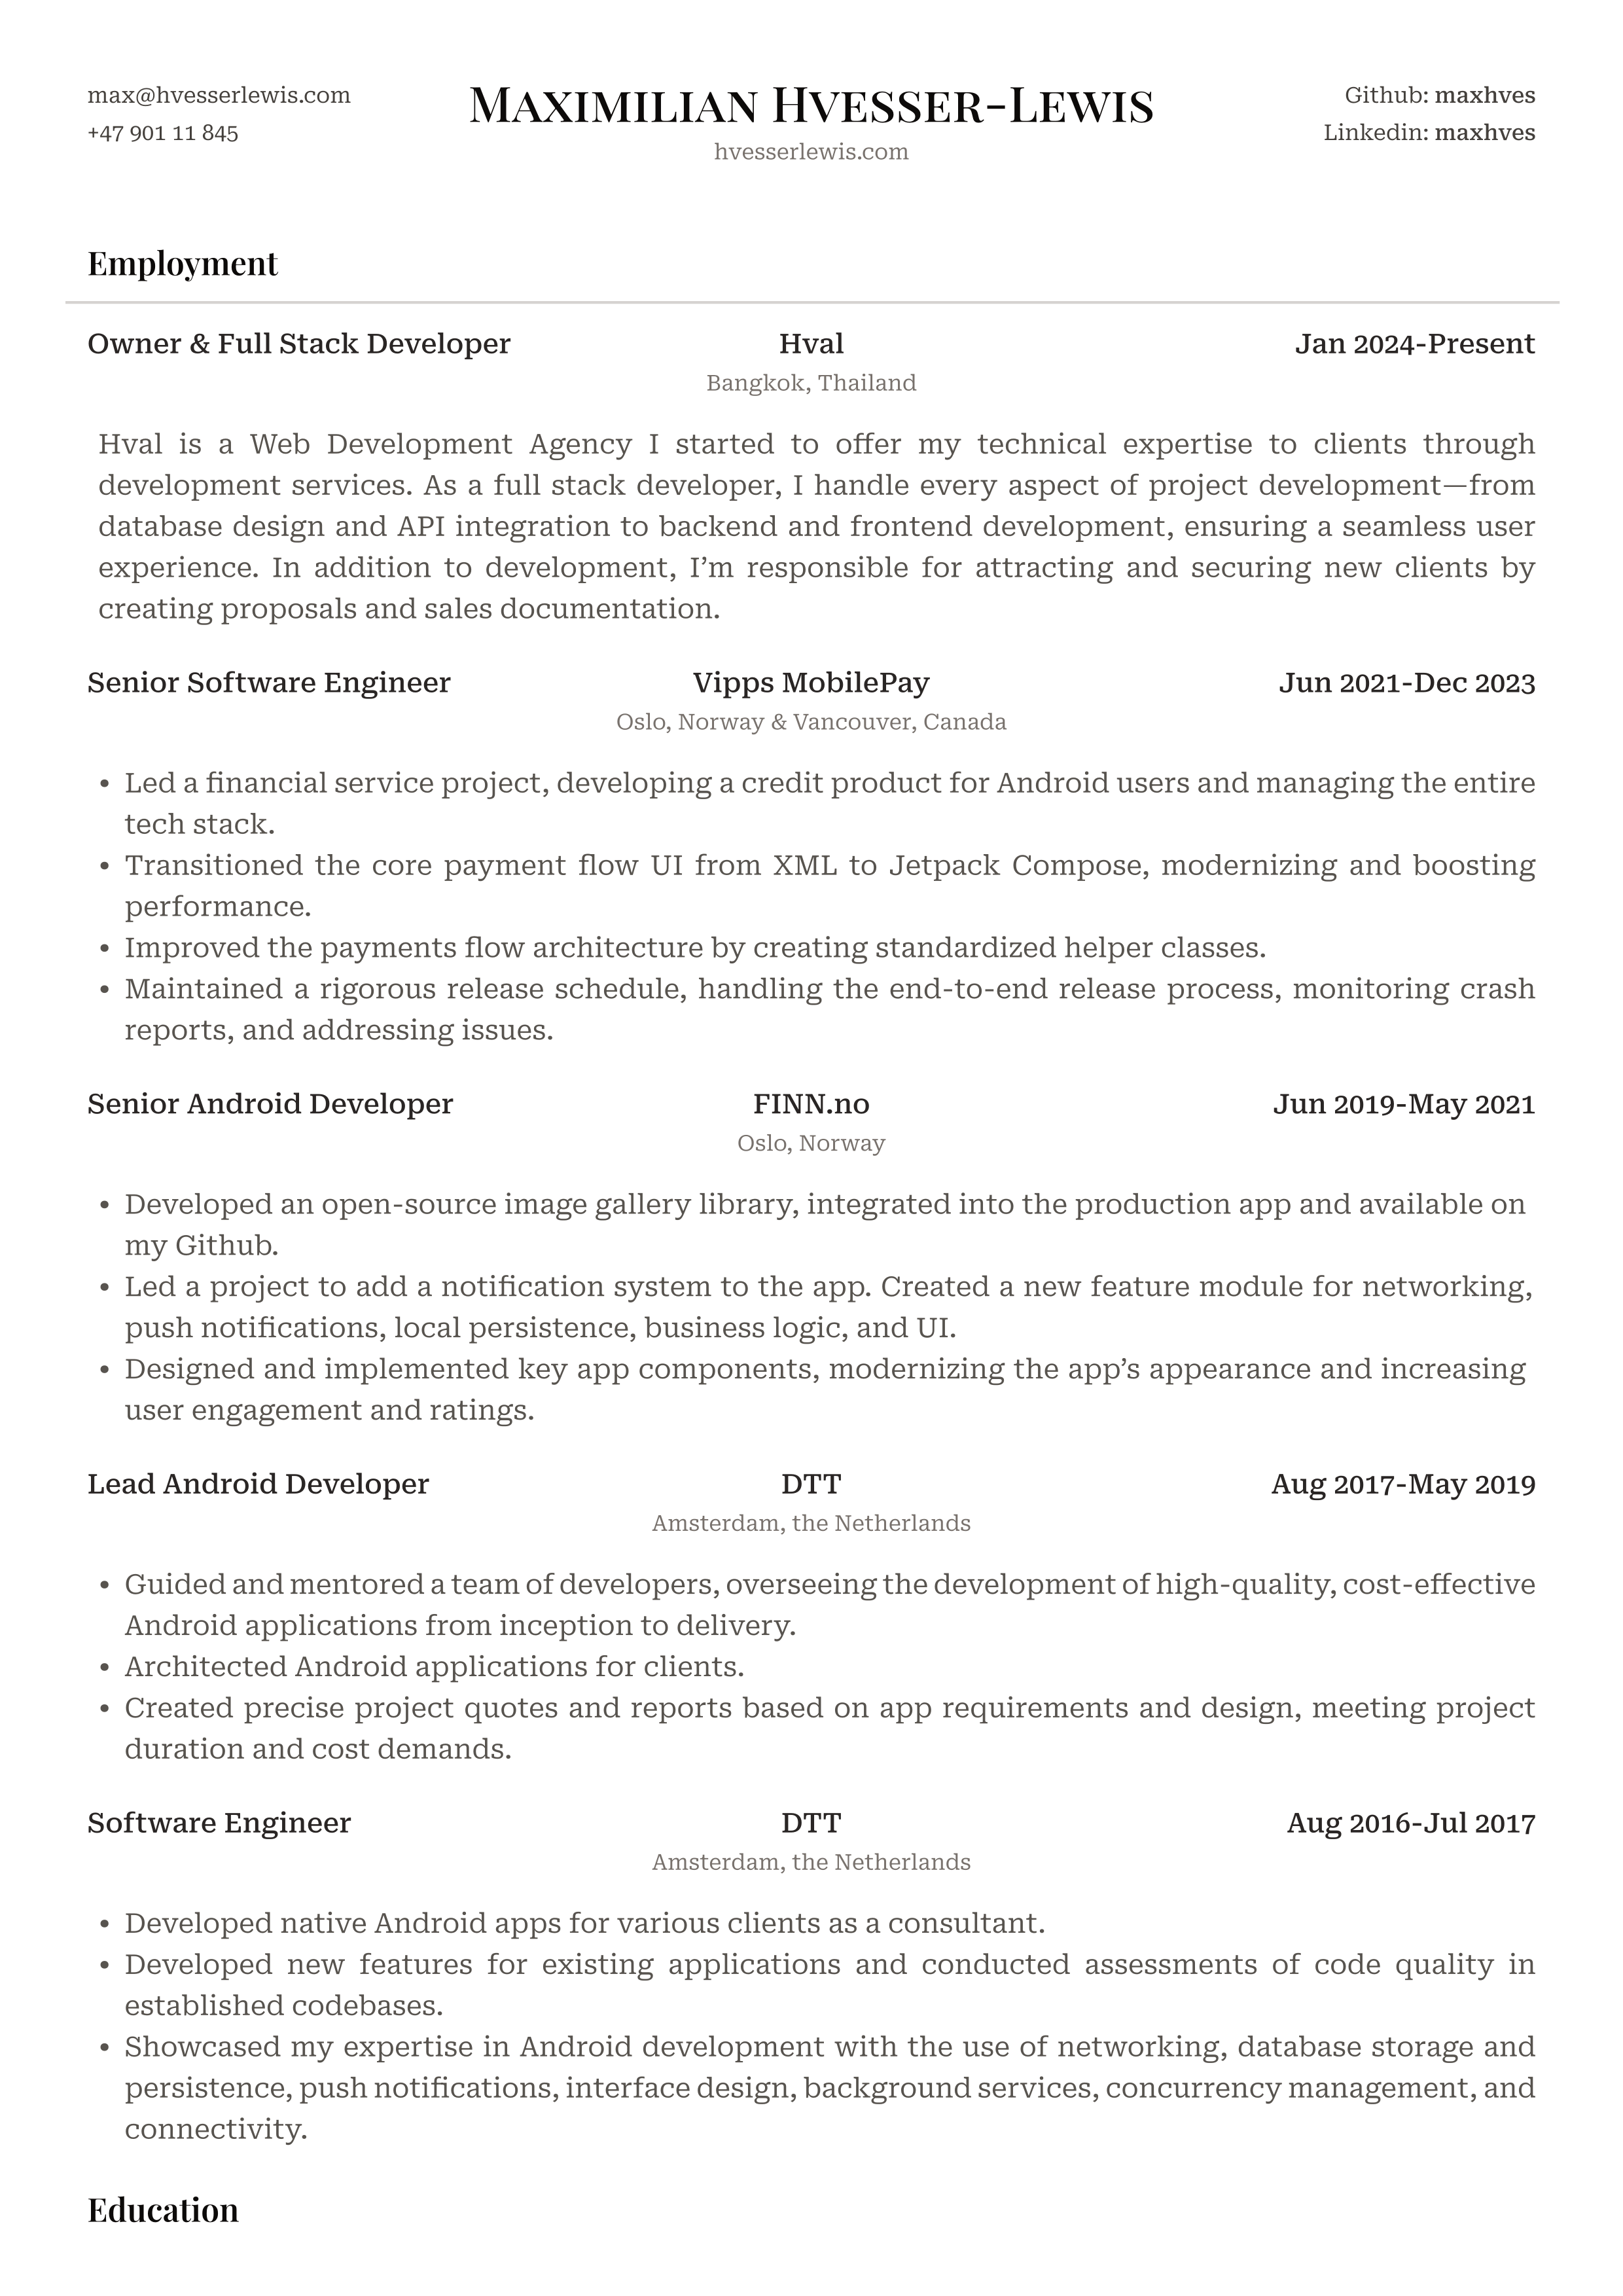 max@hvesserlewis.com
+47 901 11 845
Maximilian Hvesser-Lewis
hvesserlewis.com
Github: maxhves
Linkedin: maxhves
Employment
Owner & Full Stack Developer Hval Jan 2024-Present
Bangkok, Thailand
Hval is a Web Development Agency I started to offer my technical expertise to clients through
development services. As a full stack developer, I handle every aspect of project development—from
database design and API integration to backend and frontend development, ensuring a seamless user
experience. In addition to development, I’m responsible for attracting and securing new clients by
creating proposals and sales documentation.
Senior Software Engineer Vipps MobilePay Jun 2021-Dec 2023
Oslo, Norway & Vancouver, Canada
• Led a financial service project, developing a credit product for Android users and managing the entire
tech stack.
• Transitioned the core payment flow UI from XML to Jetpack Compose, modernizing and boosting
performance.
• Improved the payments flow architecture by creating standardized helper classes.
• Maintained a rigorous release schedule, handling the end-to-end release process, monitoring crash
reports, and addressing issues.
Senior Android Developer FINN.no Jun 2019-May 2021
Oslo, Norway
• Developed an open-source image gallery library, integrated into the production app and available on
my Github.
• Led a project to add a notification system to the app. Created a new feature module for networking,
push notifications, local persistence, business logic, and UI.
• Designed and implemented key app components, modernizing the app’s appearance and increasing
user engagement and ratings.
Lead Android Developer DTT Aug 2017-May 2019
Amsterdam, the Netherlands
• Guided and mentored a team of developers, overseeing the development of high-quality, cost-effective
Android applications from inception to delivery.
• Architected Android applications for clients.
• Created precise project quotes and reports based on app requirements and design, meeting project
duration and cost demands.
Software Engineer DTT Aug 2016-Jul 2017
Amsterdam, the Netherlands
• Developed native Android apps for various clients as a consultant.
• Developed new features for existing applications and conducted assessments of code quality in
established codebases.
• Showcased my expertise in Android development with the use of networking, database storage and
persistence, push notifications, interface design, background services, concurrency management, and
connectivity.
Education